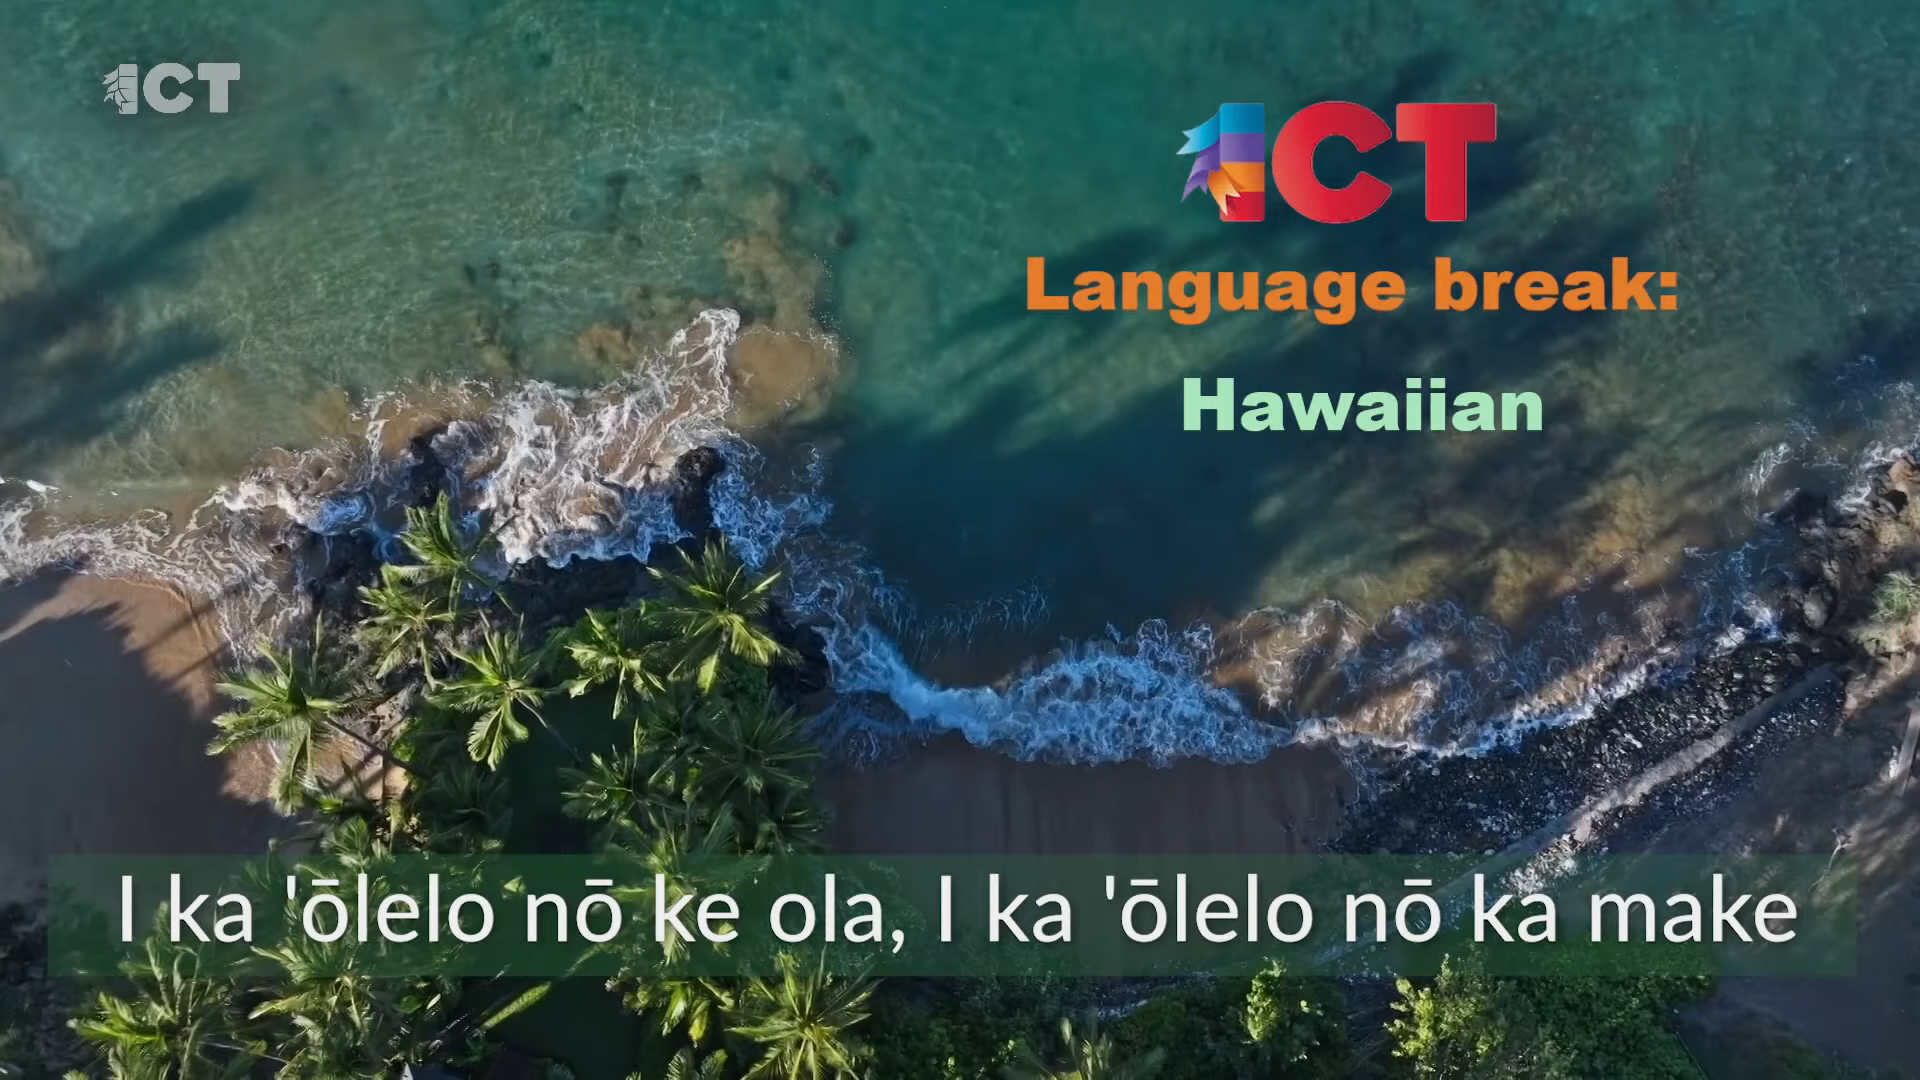 ICT
ICT
Language break:
Hawaiian
I ka 'ōlelo nō ke ola, I ka 'ōlelo nō ka make